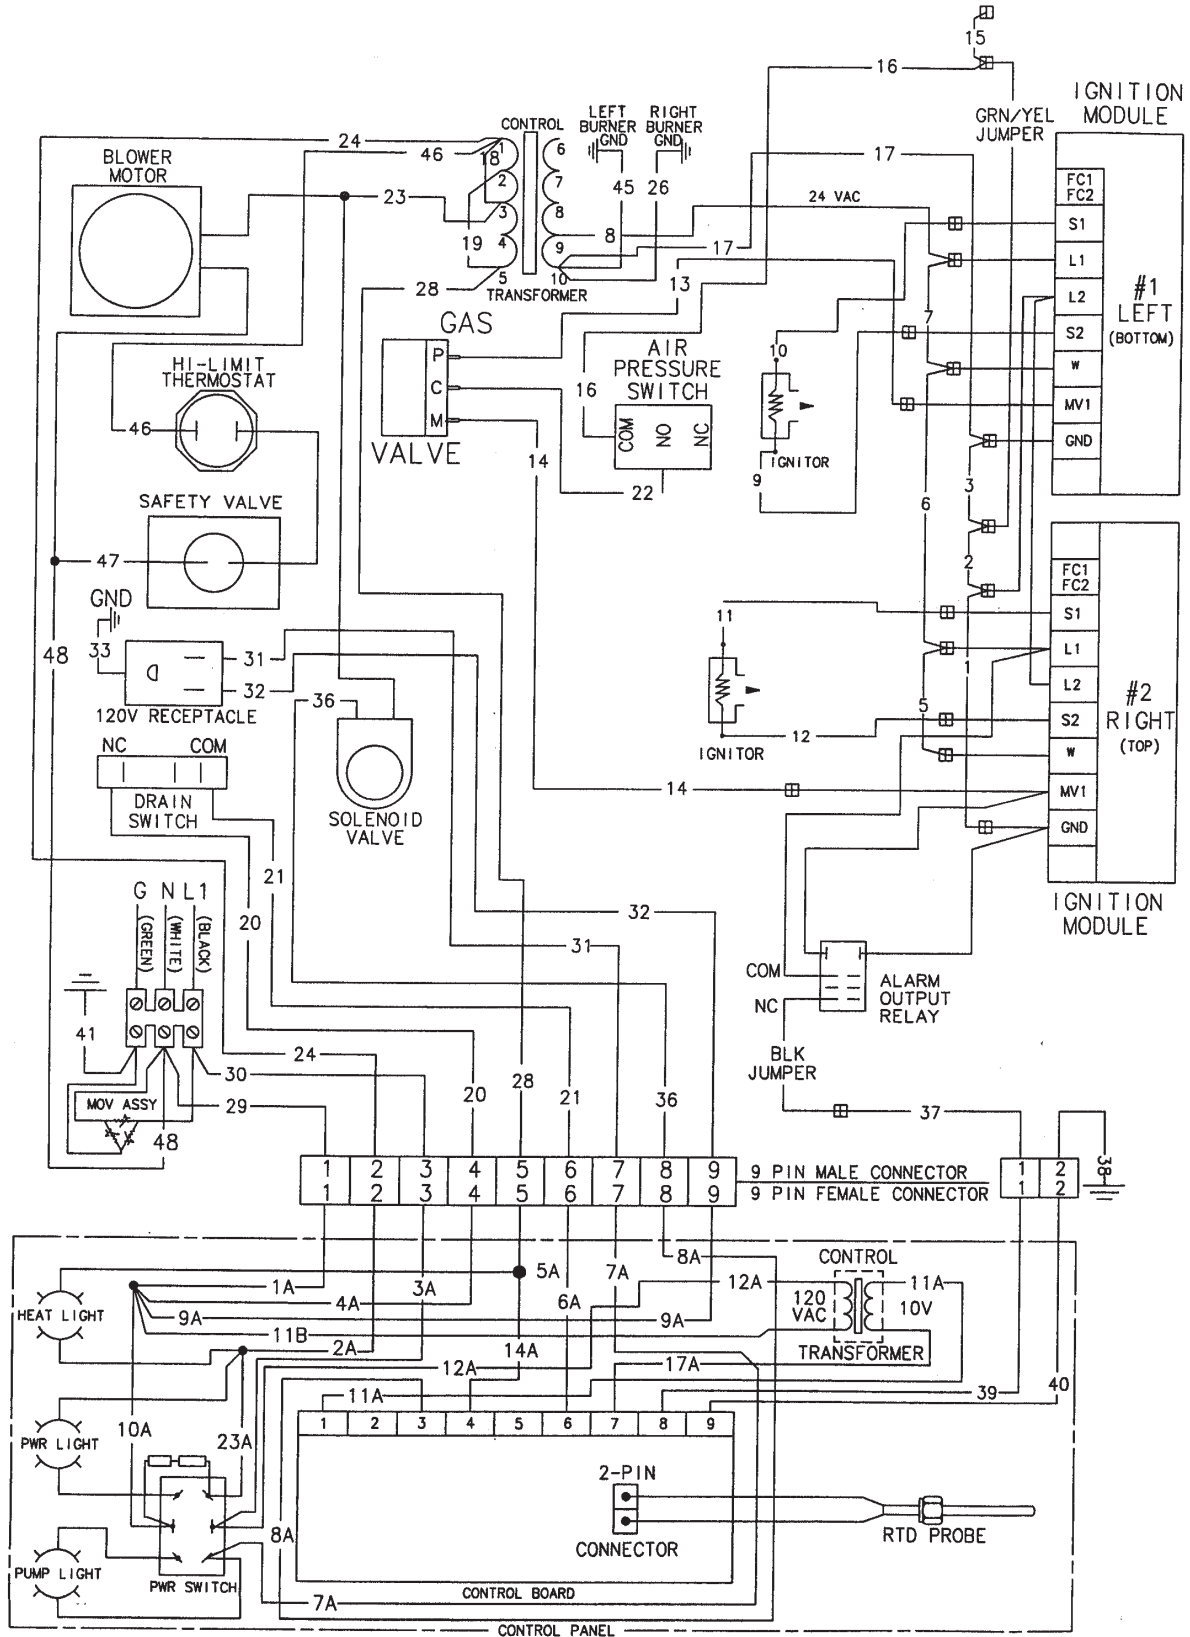 15
16
IGNITION
MODULE
GRN/YEL
JUMPER
LEFT
BURNER
GND
RIGHT
BURNER
GND
CONTROL
24
46
18
1
2
3
4
5
6
7
8
9
10
TRANSFORMER
BLOWER
MOTOR
23
19
28
45
26
8
17
13
17
24 VAC
FC1
FC2
S1
L1
L2
S2
W
MV1
GND
#1
LEFT
(BOTTOM)
7
GAS
P
C
M
VALVE
AIR
PRESSURE
SWITCH
COM
NO
NC
16
22
14
10
IGNITOR
9
HI-LIMIT
THERMOSTAT
46
SAFETY VALVE
47
3
6
2
1
5
FC1
FC2
S1
L1
L2
S2
W
MV1
GND
#2
RIGHT
(TOP)
IGNITION
MODULE
11
IGNITOR
12
14
GND
33
48
31
32
120V RECEPTACLE
36
SOLENOID
VALVE
NC
COM
DRAIN
SWITCH
21
20
G N L1
(GREEN)
(WHITE)
(BLACK)
41
MOV ASSY
48
24
30
29
32
31
20
28
21
36
COM
NC
ALARM
OUTPUT
RELAY
BLK
JUMPER
37
38
1 2 3 4 5 6 7 8 9
1 2 3 4 5 6 7 8 9
9 PIN MALE CONNECTOR
9 PIN FEMALE CONNECTOR
1 2
1 2
HEAT LIGHT
1A
4A
9A
11B
2A
3A
5A
6A
7A
8A
9A
12A
14A
12A
17A
11A
CONTROL
120
VAC
10V
11A
TRANSFORMER
39
40
PWR LIGHT
10A
23A
PUMP LIGHT
PWR SWITCH
8A
7A
1 2 3 4 5 6 7 8 9
2-PIN
CONNECTOR
RTD PROBE
CONTROL BOARD
CONTROL PANEL